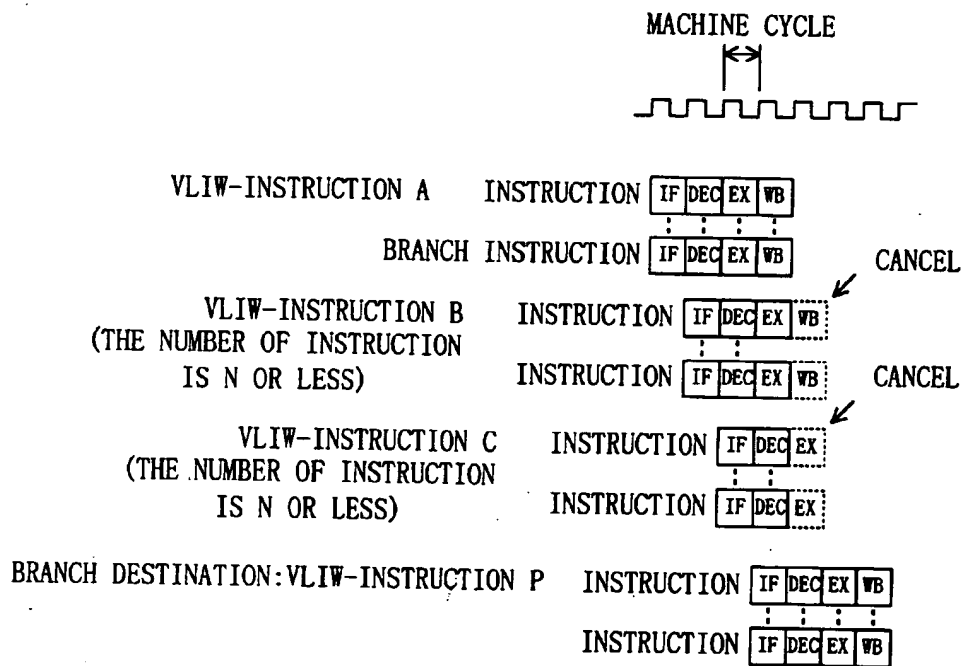 MACHINE CYCLE
VLIW-INSTRUCTION A INSTRUCTION IF DEC EX WB
BRANCH INSTRUCTION IF DEC EX WB
CANCEL
VLIW-INSTRUCTION B INSTRUCTION IF DEC EX WB
(THE NUMBER OF INSTRUCTION
IS N OR LESS) INSTRUCTION IF DEC EX WB
CANCEL
VLIW-INSTRUCTION C INSTRUCTION IF DEC EX
(THE NUMBER OF INSTRUCTION
IS N OR LESS) INSTRUCTION IF DEC EX
BRANCH DESTINATION:VLIW-INSTRUCTION P INSTRUCTION IF DEC EX WB
INSTRUCTION IF DEC EX WB